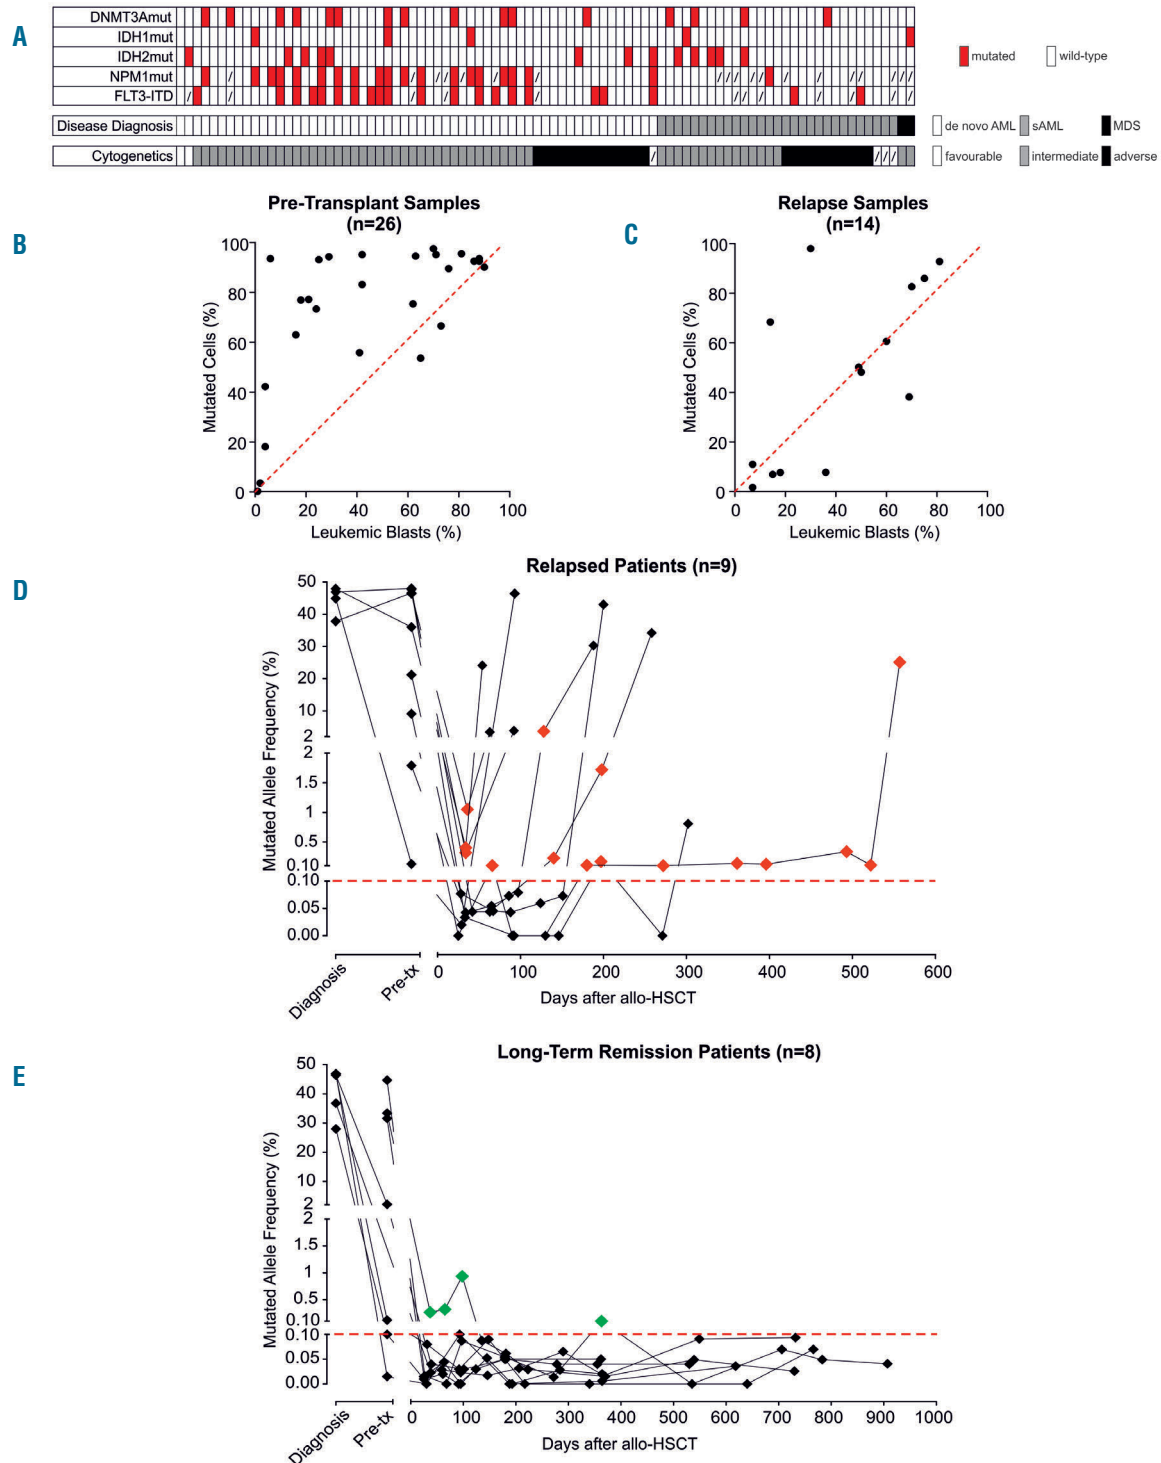 A
DNMT3Amut
IDH1mut
IDH2mut
NPM1mut
FLT3-ITD
mutated
wild-type
Disease Diagnosis
de novo AML
sAML
MDS
Cytogenetics
favourable
intermediate
adverse
B
Pre-Transplant Samples
(n=26)
Mutated Cells (%)
100
80
60
40
20
0
0 20 40 60 80 100
Leukemic Blasts (%)
C
Relapse Samples
(n=14)
Mutated Cells (%)
100
80
60
40
20
0
0 20 40 60 80 100
Leukemic Blasts (%)
D
Relapsed Patients (n=9)
Mutated Allele Frequency (%)
50
40
30
20
10
2
2
1.5
1
0.5
0.10
0.10
0.05
0.00
Diagnosis
Pre-tx
0 100 200 300 400 500 600
Days after allo-HSCT
E
Long-Term Remission Patients (n=8)
Mutated Allele Frequency (%)
50
40
30
20
10
2
2
1.5
1
0.5
0.10
0.10
0.05
0.00
Diagnosis
Pre-tx
0 100 200 300 400 500 600 700 800 900 1000
Days after allo-HSCT